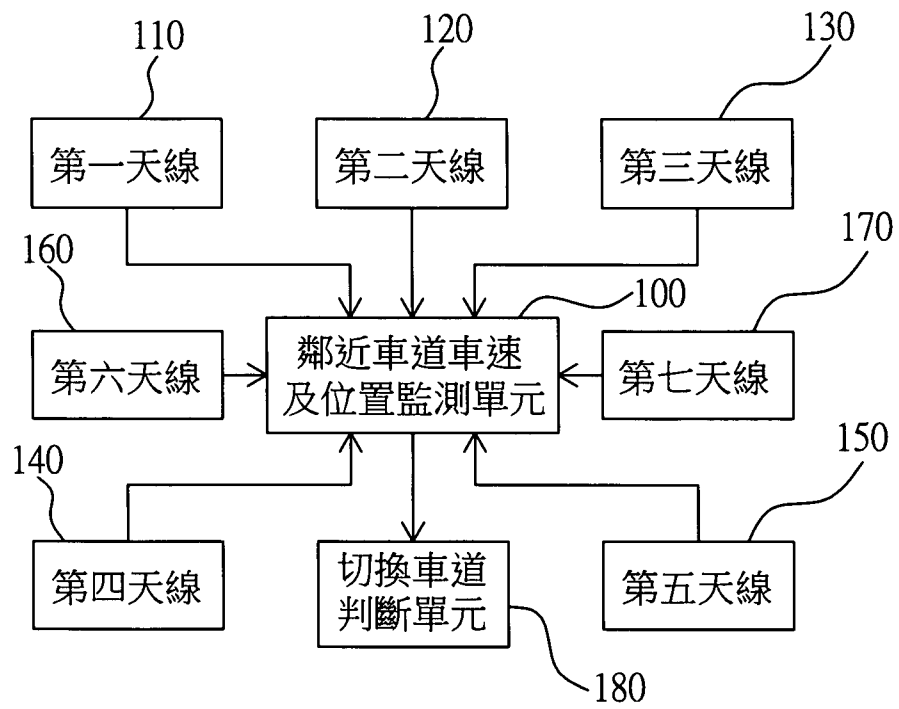 110
120
130
第一天線
第二天線
第三天線
160
170
100
第六天線
鄰近車道車速
及位置監測單元
第七天線
140
150
第四天線
切換車道
判斷單元
第五天線
180